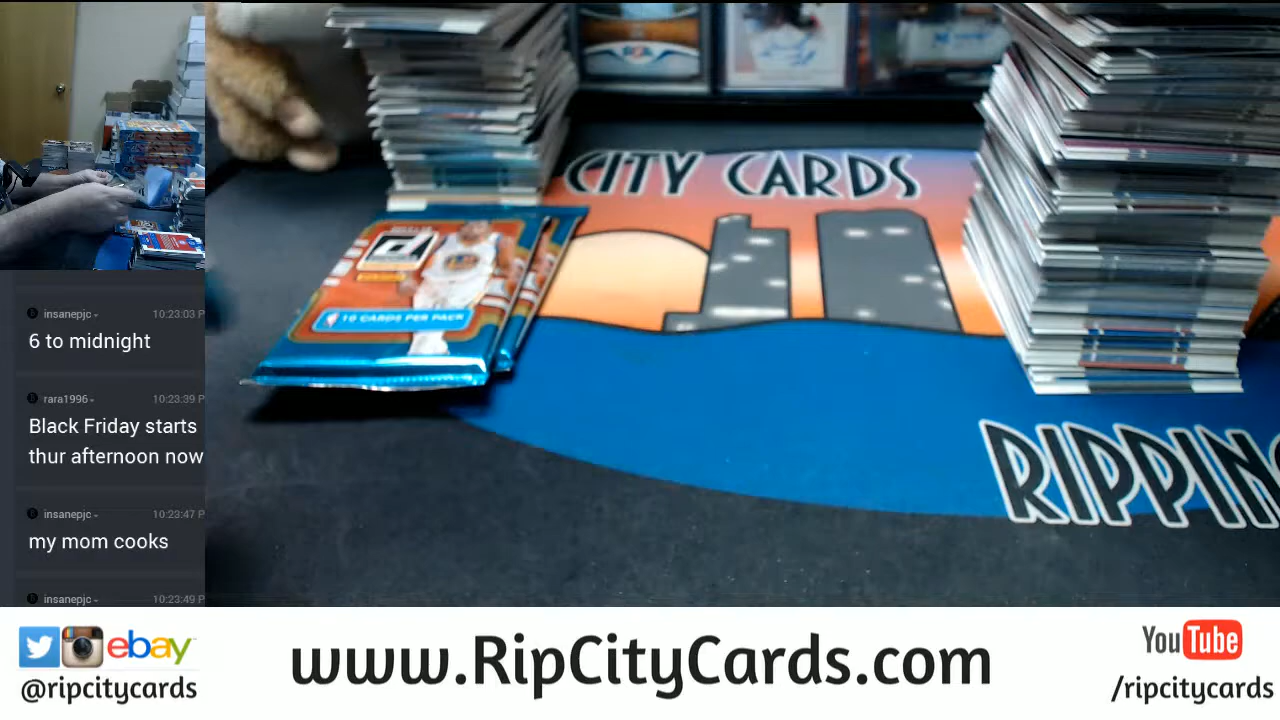 insanepjc
10:23:03 P
6 to midnight
rara1996
10:23:39 P
Black Friday starts
thur afternoon now
insanepjc
10:23:47 P
my mom cooks
insanepjc
10:23:49 P
CITY CARDS
10 CARDS PER PACK
RIPPIN
ebay
@ripcitycards
www.RipCityCards.com
YouTube
/ripcitycards